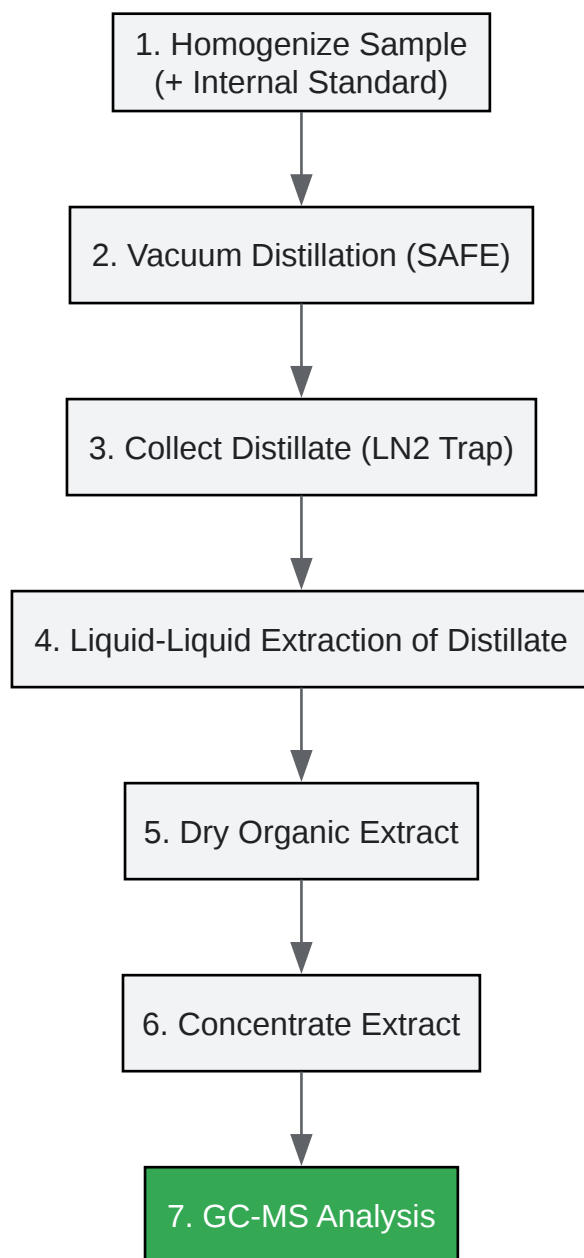 1. Homogenize Sample
(+ Internal Standard)
2. Vacuum Distillation (SAFE)
3. Collect Distillate (LN2 Trap)
4. Liquid-Liquid Extraction of Distillate
5. Dry Organic Extract
6. Concentrate Extract
7. GC-MS Analysis